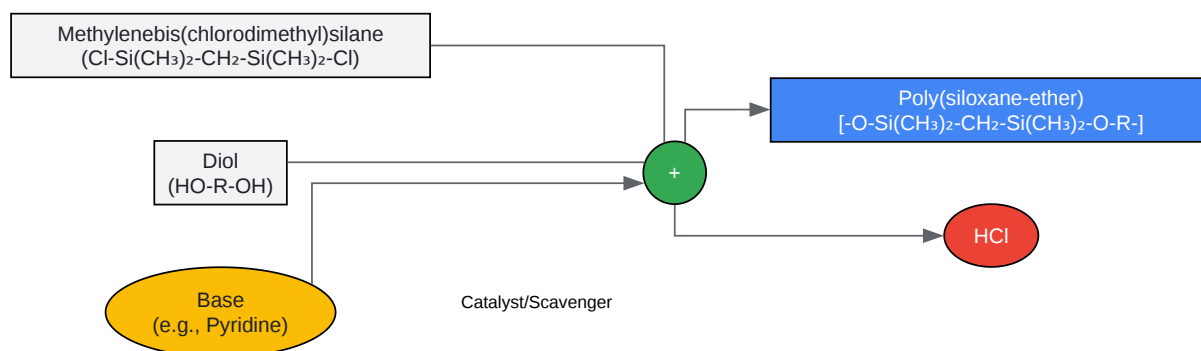 Methylenebis(chlorodimethyl)silane
(Cl-Si(CH₃)₂-CH₂-Si(CH₃)₂-Cl)
Poly(siloxane-ether)
[-O-Si(CH₃)₂-CH₂-Si(CH₃)₂-O-R-]
Diol
(HO-R-OH)
+
HCl
Base
(e.g., Pyridine)
Catalyst/Scavenger